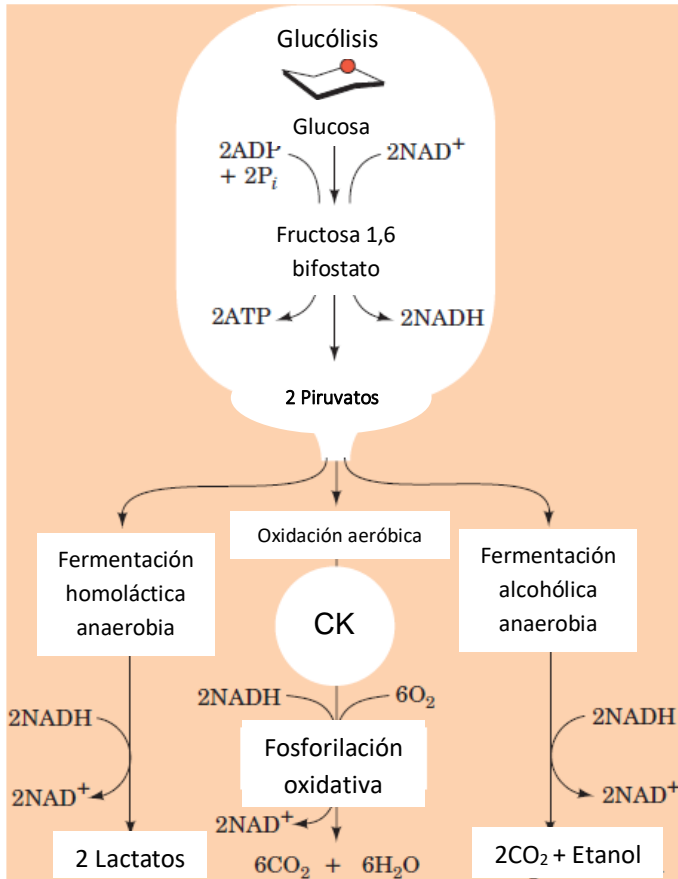 Glucólisis
Glucosa
2ADP
+ 2Pi
2NAD+
Fructosa 1,6
bifostato
2ATP
2NADH
2 Piruvatos
Fermentación
homoláctica
anaerobia
Oxidación aeróbica
Fermentación
alcohólica
anaerobia
CK
2NADH
2NAD+
2NADH
6O2
Fosforilación
oxidativa
2NAD+
2NADH
2NAD+
2 Lactatos
6CO2 + 6H2O
2CO2 + Etanol